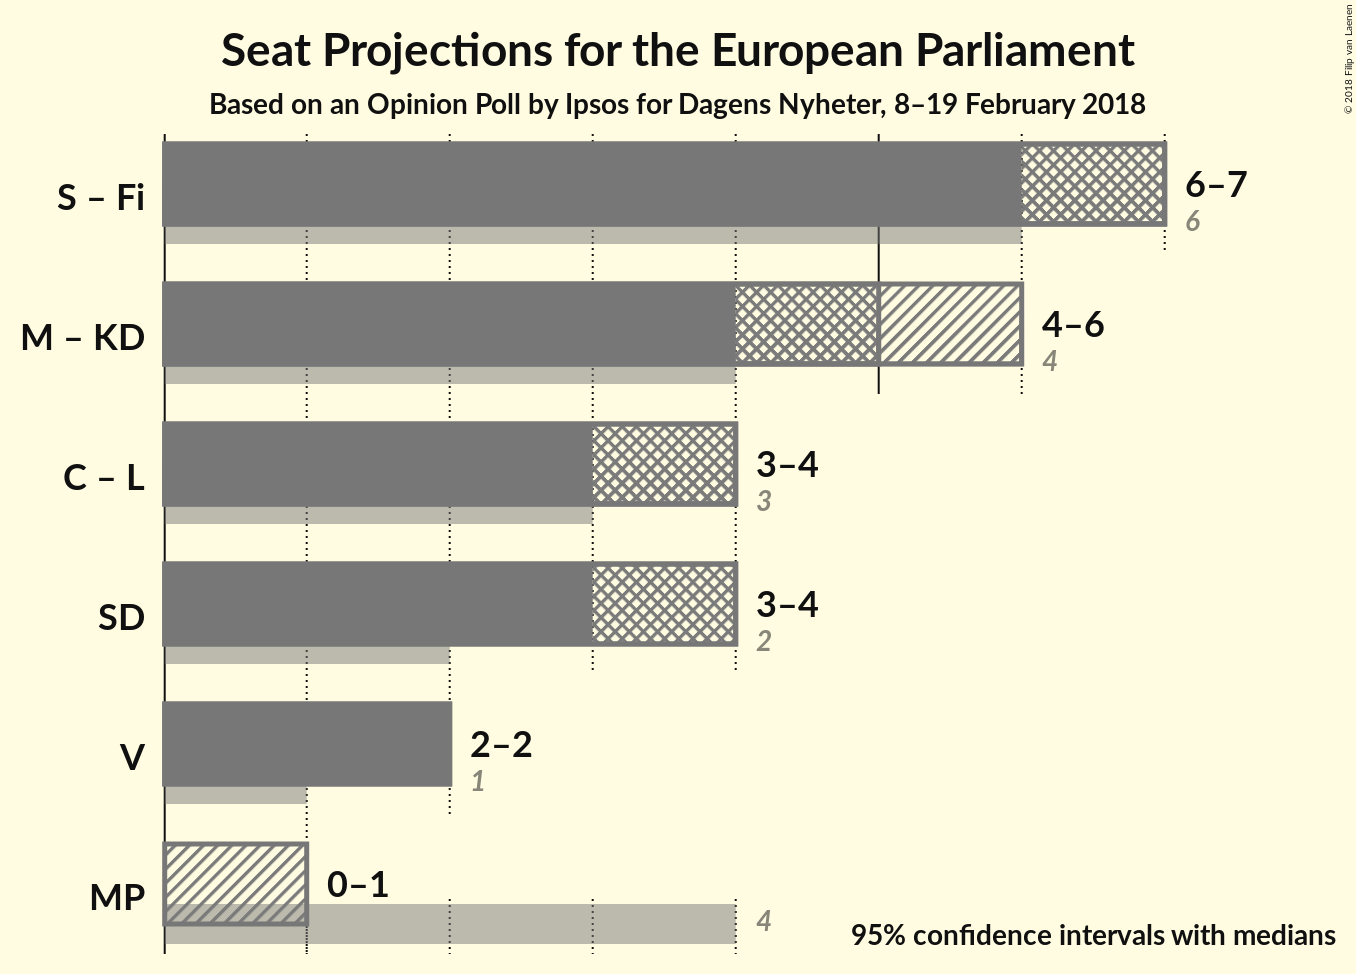 Seat Projections for the European Parliament
Based on an Opinion Poll by Ipsos for Dagens Nyheter, 8–19 February 2018
© 2018 Filip van Laenen
S – Fi
6–7
6
M – KD
4–6
4
C – L
3–4
3
SD
3–4
2
V
2–2
1
MP
0–1
4
95% confidence intervals with medians